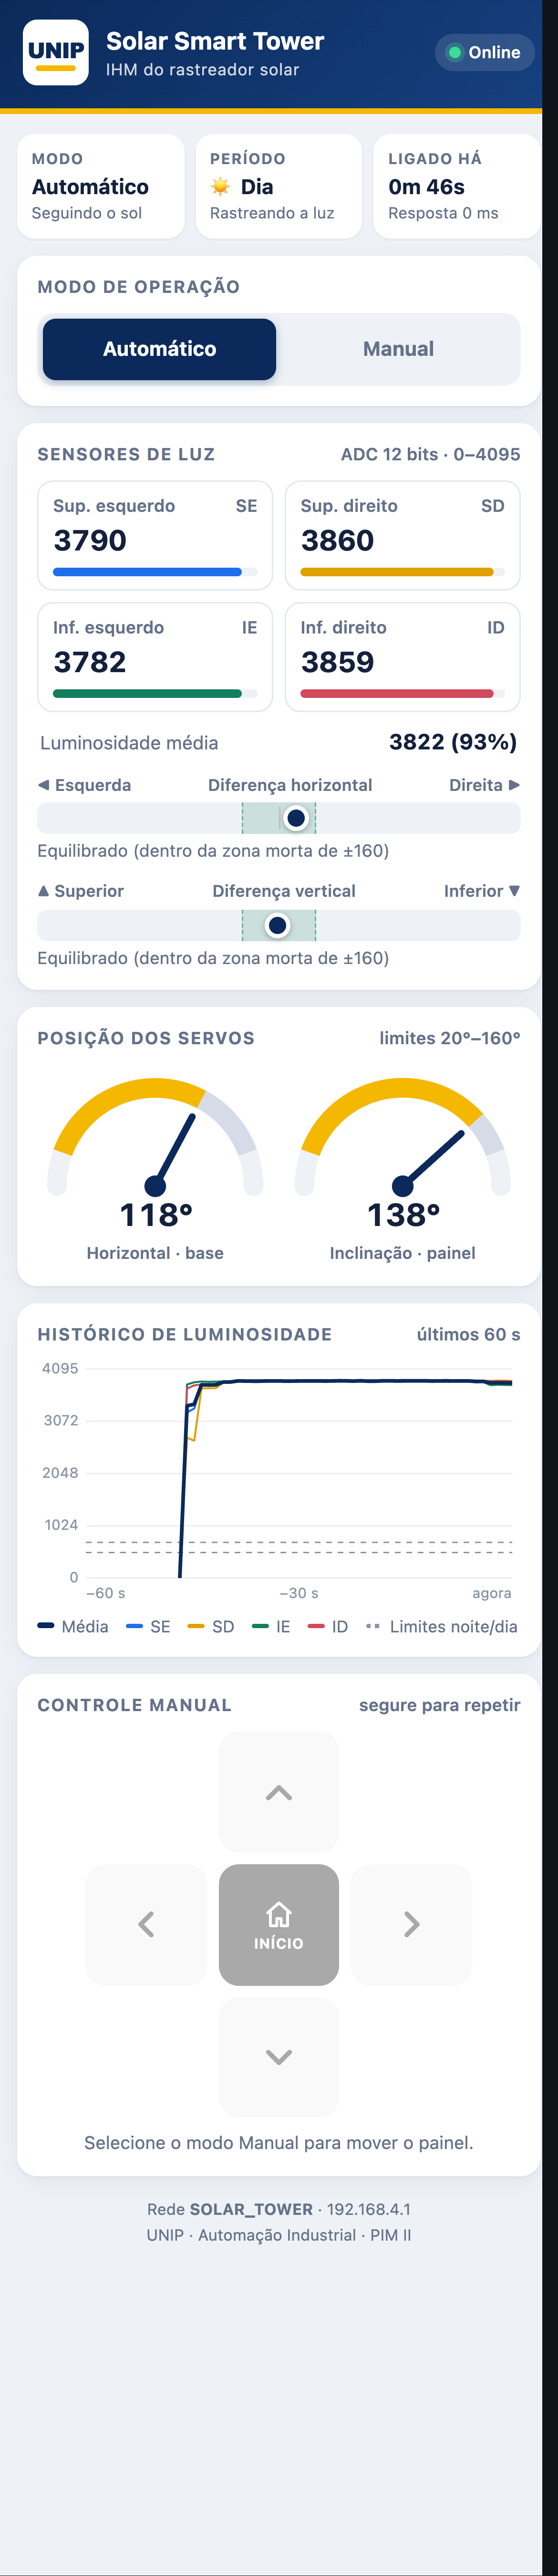 UNIP
Solar Smart Tower
IHM do rastreador solar
Online
MODO
Automático
Seguindo o sol
PERÍODO
☀️ Dia
Rastreando a luz
LIGADO HÁ
0m 46s
Resposta 0 ms
MODO DE OPERAÇÃO
Automático Manual
SENSORES DE LUZ ADC 12 bits · 0–4095
Sup. esquerdo SE
3790
Sup. direito SD
3860
Inf. esquerdo IE
3782
Inf. direito ID
3859
Luminosidade média 3822 (93%)
◀ Esquerda Diferença horizontal Direita ▶
Equilibrado (dentro da zona morta de ±160)
▲ Superior Diferença vertical Inferior ▼
Equilibrado (dentro da zona morta de ±160)
POSIÇÃO DOS SERVOS limites 20°–160°
118°
Horizontal · base
138°
Inclinação · painel
HISTÓRICO DE LUMINOSIDADE últimos 60 s
4095
3072
2048
1024
0
−60 s −30 s agora
Média SE SD IE ID Limites noite/dia
CONTROLE MANUAL segure para repetir
INÍCIO
Selecione o modo Manual para mover o painel.
Rede SOLAR_TOWER · 192.168.4.1
UNIP · Automação Industrial · PIM II